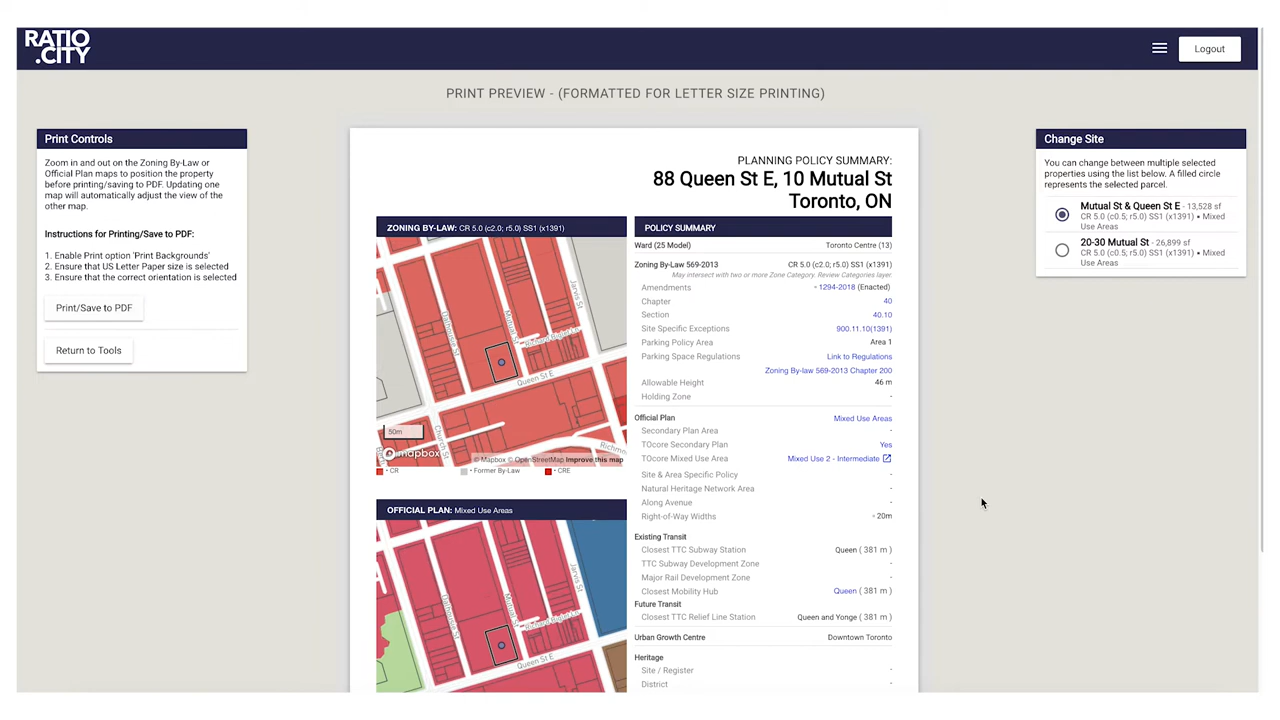 RATIO
.CITY
Logout
PRINT PREVIEW - (FORMATTED FOR LETTER SIZE PRINTING)
Print Controls
Zoom in and out on the Zoning By-Law or
Official Plan maps to position the property
before printing/saving to PDF. Updating one
map will automatically adjust the view of the
other map.
Instructions for Printing/Save to PDF:
1. Enable Print option 'Print Backgrounds'
2. Ensure that US Letter Paper size is selected
3. Ensure that the correct orientation is selected
Print/Save to PDF
Return to Tools
PLANNING POLICY SUMMARY:
88 Queen St E, 10 Mutual St
Toronto, ON
ZONING BY-LAW: CR 5.0 (c2.0; r5.0) SS1 (x1391)
Jarvis St
Dalhousie St
Mutual St
Queen St E
Church St
50m
mapbox
© Mapbox © OpenStreetMap Improve this map
• CR
• Former By-Law
• CRE
OFFICIAL PLAN: Mixed Use Areas
Jarvis St
Dalhousie St
Mutual St
Queen St E
POLICY SUMMARY
Ward (25 Model) Toronto Centre (13)
Zoning By-Law 569-2013 CR 5.0 (c2.0; r5.0) SS1 (x1391)
May intersect with two or more Zone Category. Review Categories layer.
Amendments - 1294-2018 (Enacted)
Chapter 40
Section 40.10
Site Specific Exceptions 900.11.10(1391)
Parking Policy Area Area 1
Parking Space Regulations Link to Regulations
Zoning By-law 569-2013 Chapter 200
Allowable Height 46 m
Holding Zone -
Official Plan Mixed Use Areas
Secondary Plan Area -
TOcore Secondary Plan Yes
TOcore Mixed Use Area Mixed Use 2 - Intermediate
Site & Area Specific Policy -
Natural Heritage Network Area -
Along Avenue -
Right-of-Way Widths - 20m
Existing Transit
Closest TTC Subway Station Queen ( 381 m )
TTC Subway Development Zone -
Major Rail Development Zone -
Closest Mobility Hub Queen ( 381 m )
Future Transit
Closest TTC Relief Line Station Queen and Yonge ( 381 m )
Urban Growth Centre Downtown Toronto
Heritage
Site / Register -
District -
Change Site
You can change between multiple selected
properties using the list below. A filled circle
represents the selected parcel.
Mutual St & Queen St E - 13,528 sf
CR 5.0 (c0.5; r5.0) SS1 (x1391) • Mixed
Use Areas
20-30 Mutual St - 26,899 sf
CR 5.0 (c0.5; r5.0) SS1 (x1391) • Mixed
Use Areas